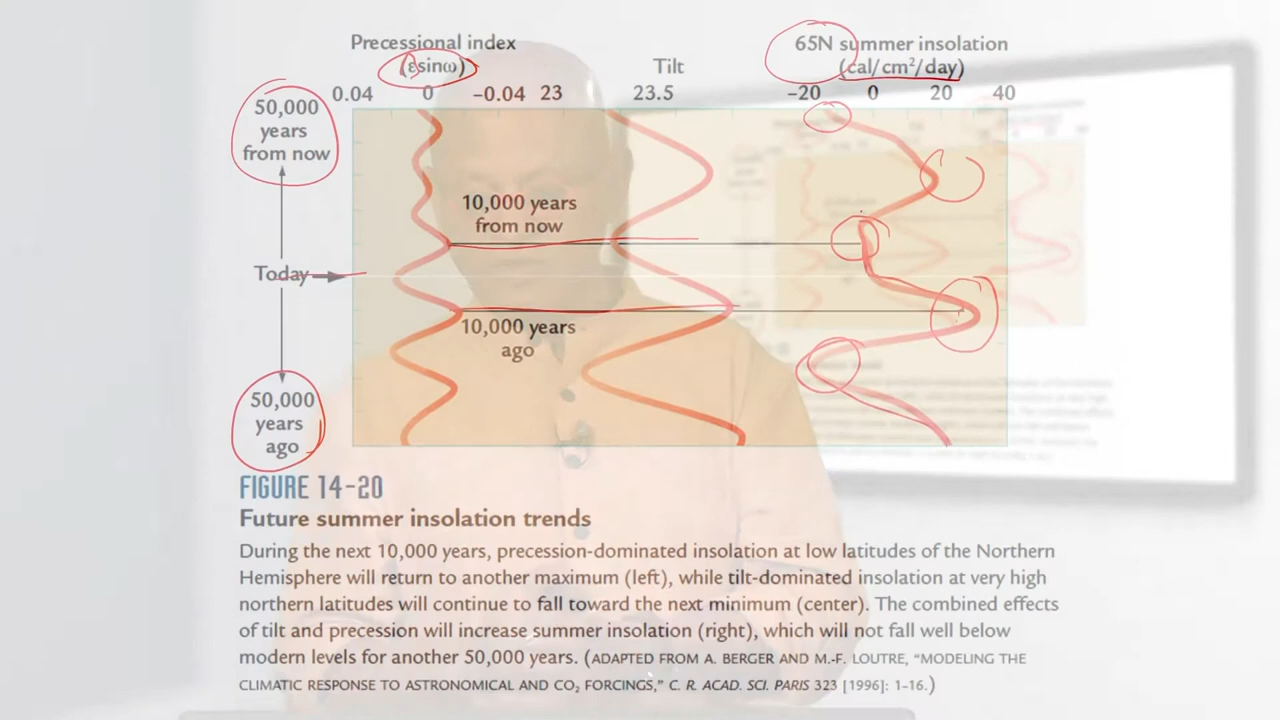 Precessional index
(εsinω)
Tilt
65N summer insolation
(cal/cm²/day)
0.04 0 −0.04 23 23.5 −20 0 20 40
50,000
years
from now
10,000 years
from now
Today
10,000 years
ago
50,000
years
ago
FIGURE 14–20
Future summer insolation trends
During the next 10,000 years, precession-dominated insolation at low latitudes of the Northern
Hemisphere will return to another maximum (left), while tilt-dominated insolation at very high
northern latitudes will continue to fall toward the next minimum (center). The combined effects
of tilt and precession will increase summer insolation (right), which will not fall well below
modern levels for another 50,000 years. (ADAPTED FROM A. BERGER AND M.-F. LOUTRE, “MODELING THE
CLIMATIC RESPONSE TO ASTRONOMICAL AND CO₂ FORCINGS,” C. R. ACAD. SCI. PARIS 323 [1996]: 1–16.)